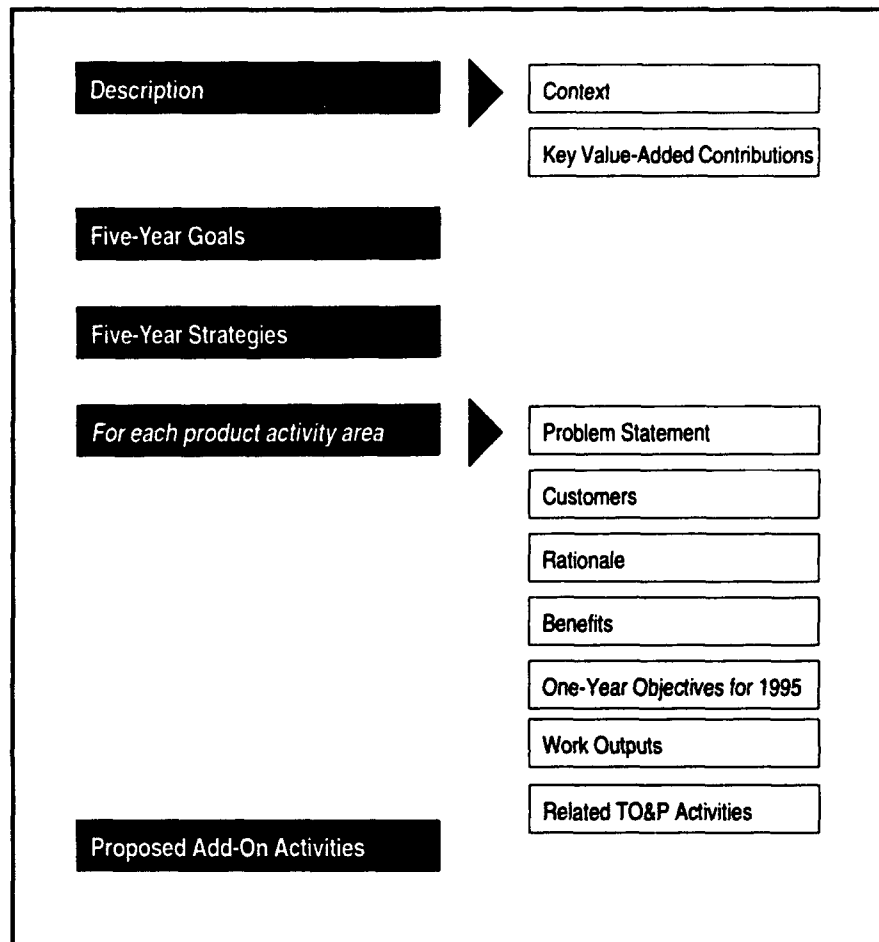 Description
Context
Key Value-Added Contributions
Five-Year Goals
Five-Year Strategies
For each product activity area
Problem Statement
Customers
Rationale
Benefits
One-Year Objectives for 1995
Work Outputs
Related TO&P Activities
Proposed Add-On Activities